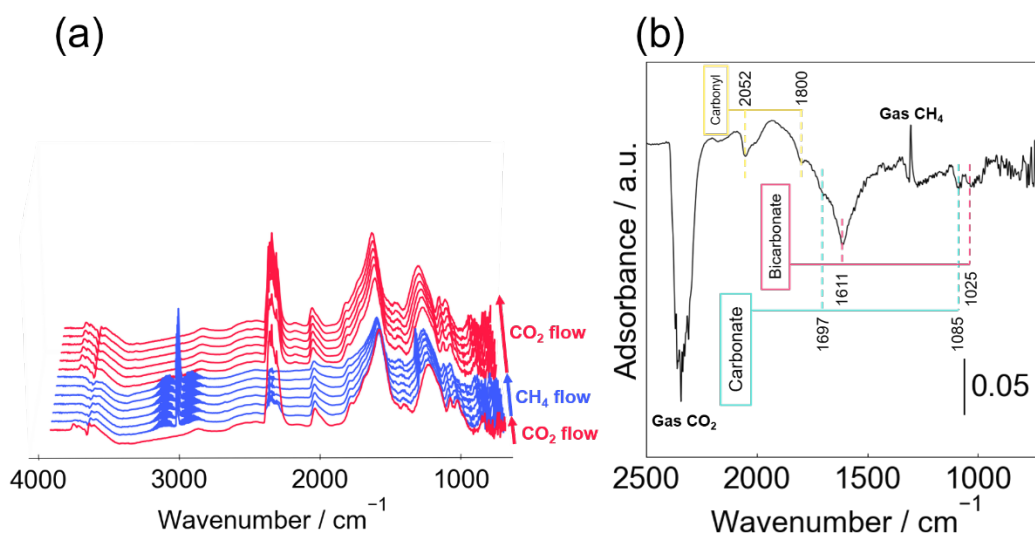 (a)
CO₂ flow
CH₄ flow
CO₂ flow
4000
3000
2000
1000
Wavenumber / cm⁻¹
(b)
Adsorbance / a.u.
Carbonyl
2052
1800
Gas CH₄
Bicarbonate
1611
1025
Carbonate
1697
1085
0.05
Gas CO₂
2500
2000
1500
1000
Wavenumber / cm⁻¹